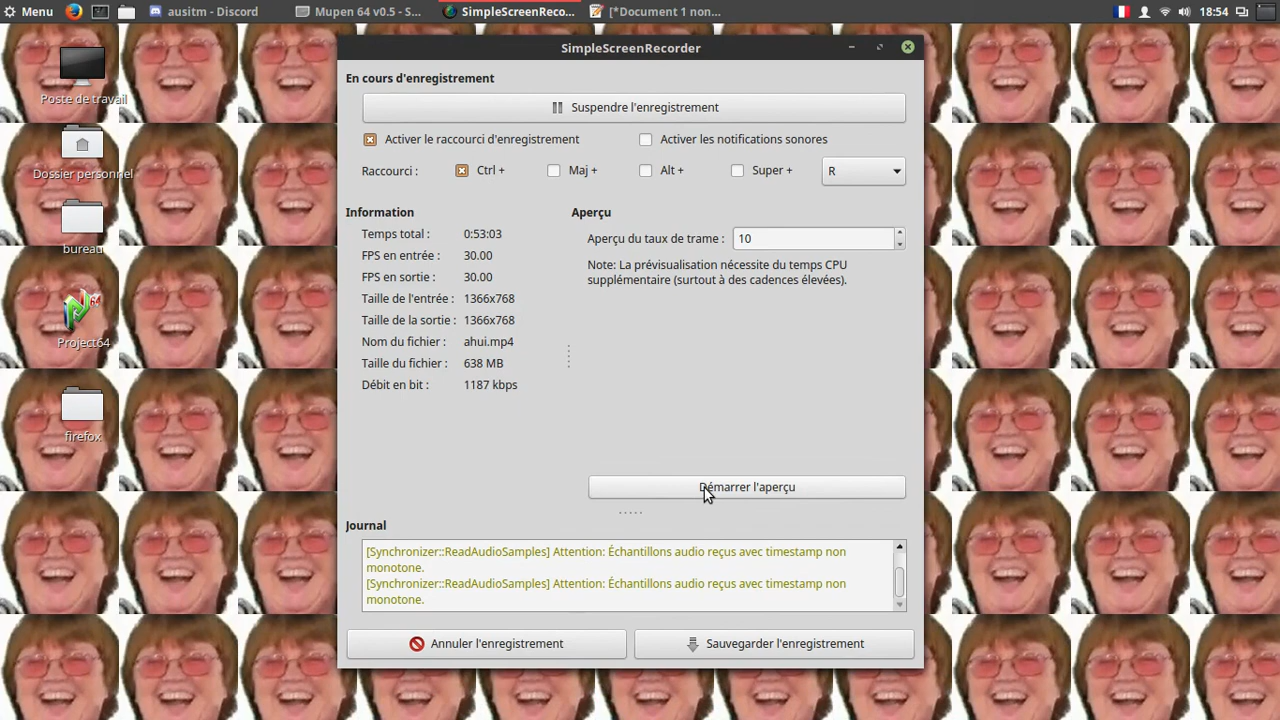 Menu
ausitm - Discord
Mupen 64 v0.5 - S...
SimpleScreenReco...
[*Document 1 non...
18:54
Poste de travail
Dossier personnel
bureau
64
Project64
firefox
SimpleScreenRecorder
En cours d'enregistrement
Suspendre l'enregistrement
Activer le raccourci d'enregistrement
Activer les notifications sonores
Raccourci :
Ctrl +
Maj +
Alt +
Super +
R
Information
Temps total : 0:53:03
FPS en entrée : 30.00
FPS en sortie : 30.00
Taille de l'entrée : 1366x768
Taille de la sortie : 1366x768
Nom du fichier : ahui.mp4
Taille du fichier : 638 MB
Débit en bit : 1187 kbps
Aperçu
Aperçu du taux de trame : 10
Note: La prévisualisation nécessite du temps CPU
supplémentaire (surtout à des cadences élevées).
Démarrer l'aperçu
Journal
[Synchronizer::ReadAudioSamples] Attention: Échantillons audio reçus avec timestamp non
monotone.
[Synchronizer::ReadAudioSamples] Attention: Échantillons audio reçus avec timestamp non
monotone.
Annuler l'enregistrement
Sauvegarder l'enregistrement